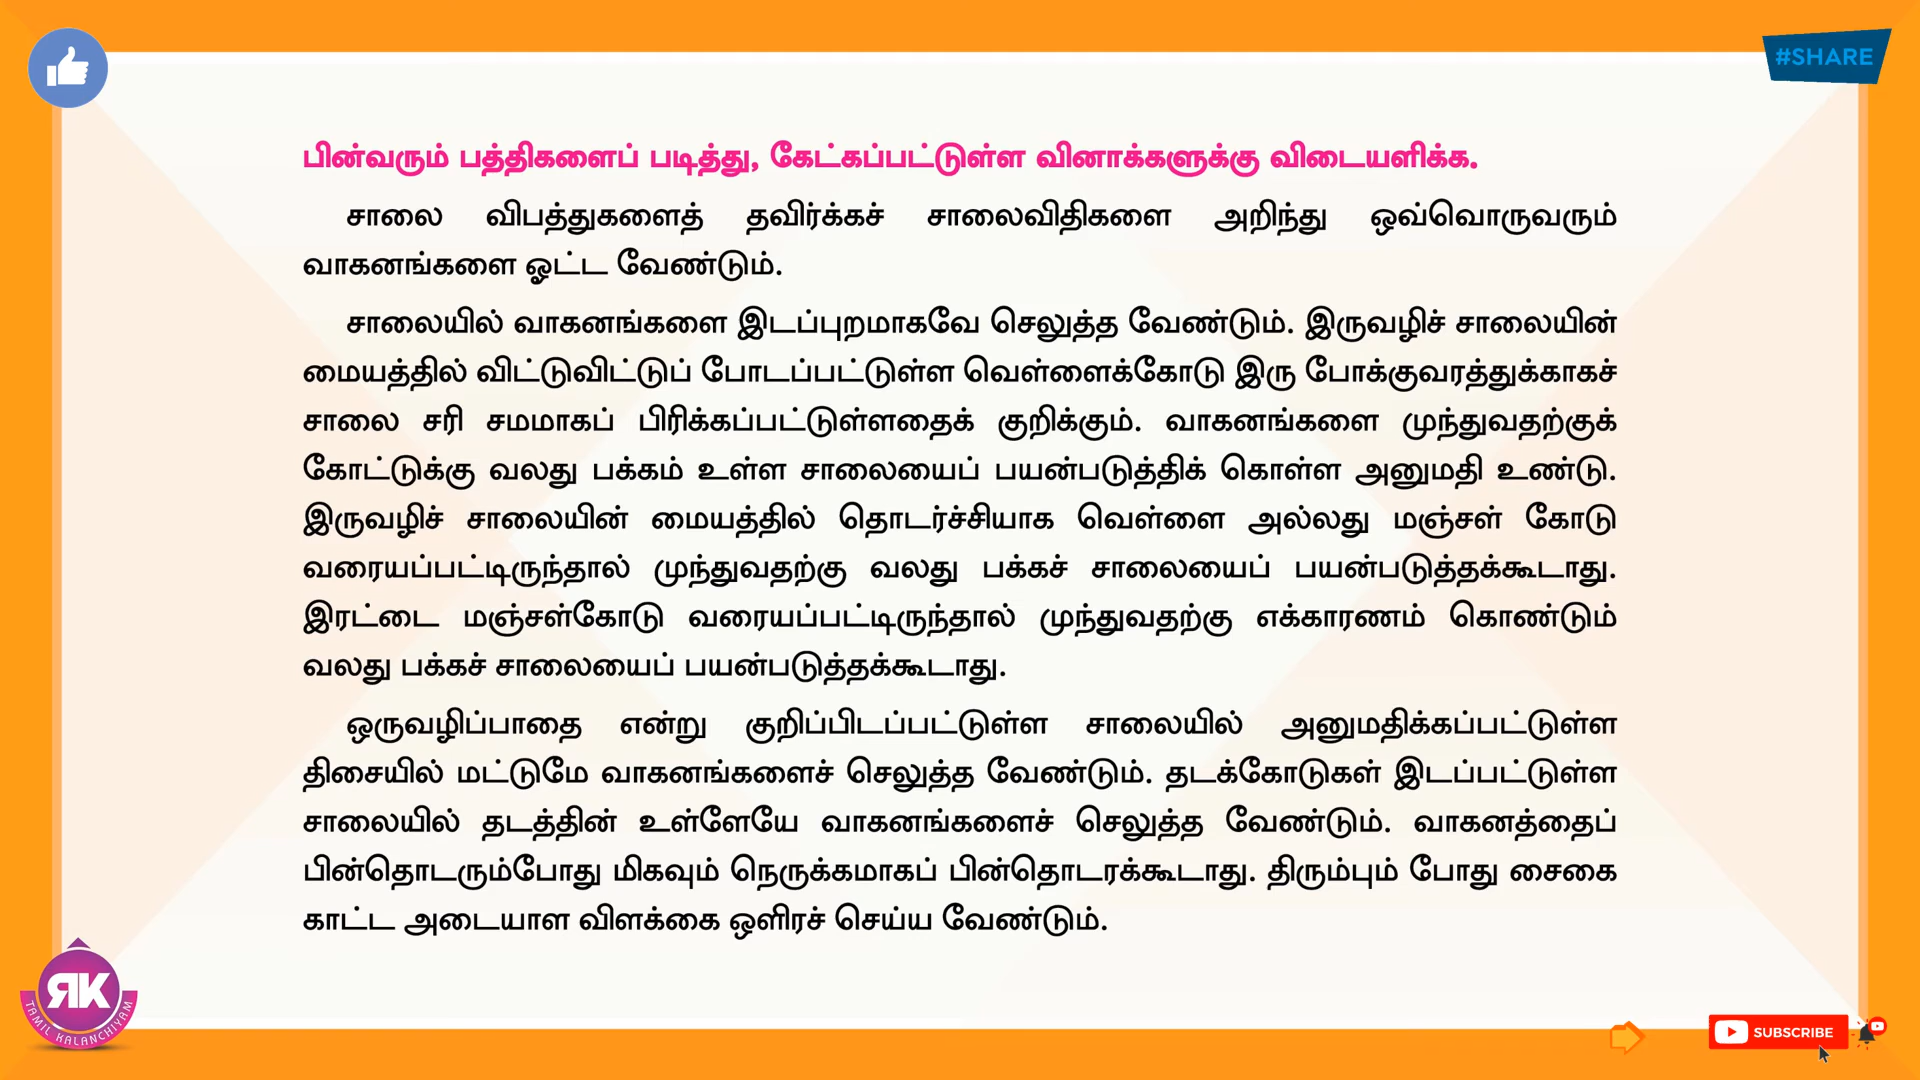 #SHARE
பின்வரும் பத்திகளைப் படித்து, கேட்கப்பட்டுள்ள வினாக்களுக்கு விடையளிக்க.
சாலை விபத்துகளைத் தவிர்க்கச் சாலைவிதிகளை அறிந்து ஒவ்வொருவரும்
வாகனங்களை ஓட்ட வேண்டும்.
சாலையில் வாகனங்களை இடப்புறமாகவே செலுத்த வேண்டும். இருவழிச் சாலையின்
மையத்தில் விட்டுவிட்டுப் போடப்பட்டுள்ள வெள்ளைக்கோடு இரு போக்குவரத்துக்காகச்
சாலை சரி சமமாகப் பிரிக்கப்பட்டுள்ளதைக் குறிக்கும். வாகனங்களை முந்துவதற்குக்
கோட்டுக்கு வலது பக்கம் உள்ள சாலையைப் பயன்படுத்திக் கொள்ள அனுமதி உண்டு.
இருவழிச் சாலையின் மையத்தில் தொடர்ச்சியாக வெள்ளை அல்லது மஞ்சள் கோடு
வரையப்பட்டிருந்தால் முந்துவதற்கு வலது பக்கச் சாலையைப் பயன்படுத்தக்கூடாது.
இரட்டை மஞ்சள்கோடு வரையப்பட்டிருந்தால் முந்துவதற்கு எக்காரணம் கொண்டும்
வலது பக்கச் சாலையைப் பயன்படுத்தக்கூடாது.
ஒருவழிப்பாதை என்று குறிப்பிடப்பட்டுள்ள சாலையில் அனுமதிக்கப்பட்டுள்ள
திசையில் மட்டுமே வாகனங்களைச் செலுத்த வேண்டும். தடக்கோடுகள் இடப்பட்டுள்ள
சாலையில் தடத்தின் உள்ளேயே வாகனங்களைச் செலுத்த வேண்டும். வாகனத்தைப்
பின்தொடரும்போது மிகவும் நெருக்கமாகப் பின்தொடரக்கூடாது. திரும்பும் போது சைகை
காட்ட அடையாள விளக்கை ஒளிரச் செய்ய வேண்டும்.
RK
TAMIL KALANCHIYAM
SUBSCRIBE